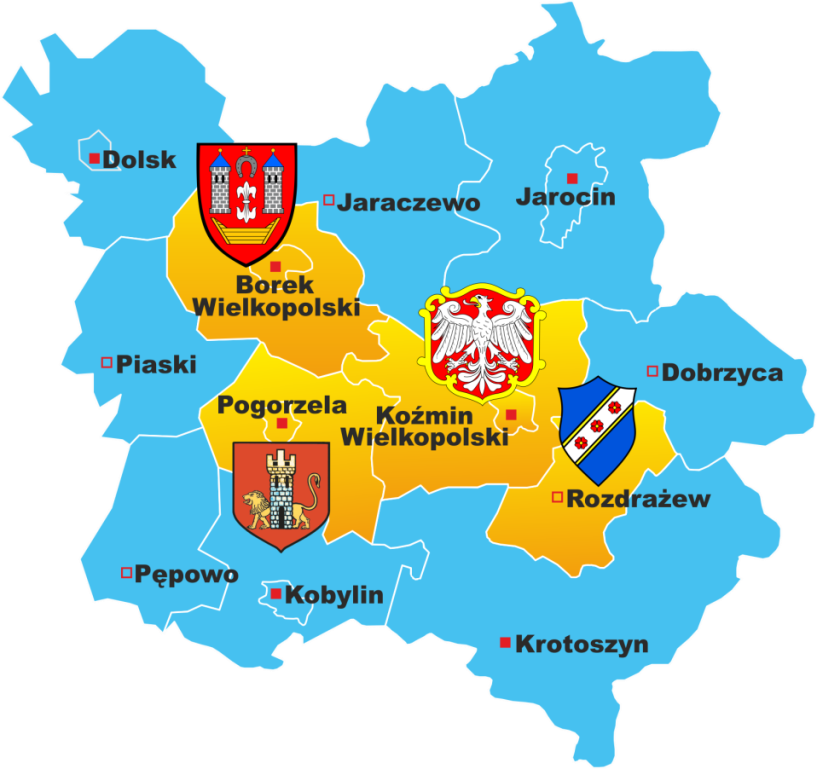 Dolsk
Jaraczewo
Jarocin
Borek
Wielkopolski
Piaski
Dobrzyca
Pogorzela
Koźmin
Wielkopolski
Rozdrażew
Pępowo
Kobylin
Krotoszyn